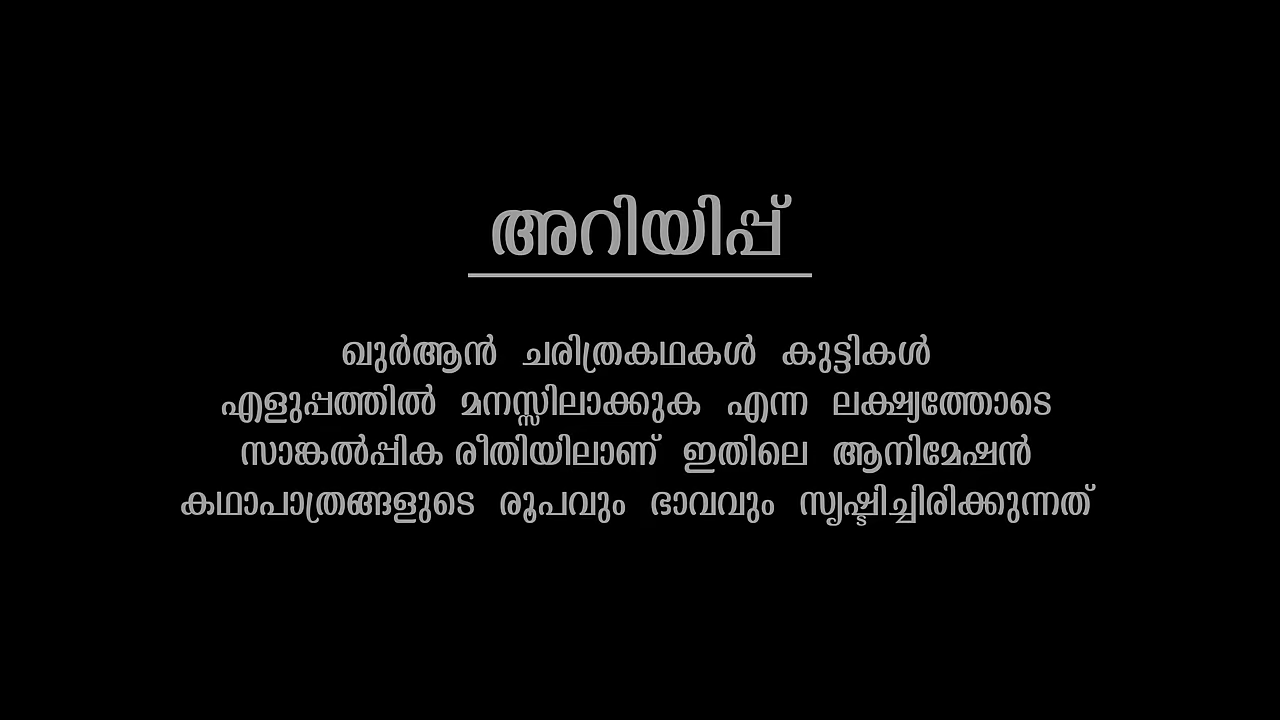 അറിയിപ്പ്
ഖുർആൻ ചരിത്രകഥകൾ കുട്ടികൾ
എളുപ്പത്തിൽ മനസ്സിലാക്കുക എന്ന ലക്ഷ്യത്തോടെ
സാങ്കൽപ്പിക രീതിയിലാണ് ഇതിലെ ആനിമേഷൻ
കഥാപാത്രങ്ങളുടെ രൂപവും ഭാവവും സൃഷ്ടിച്ചിരിക്കുന്നത്